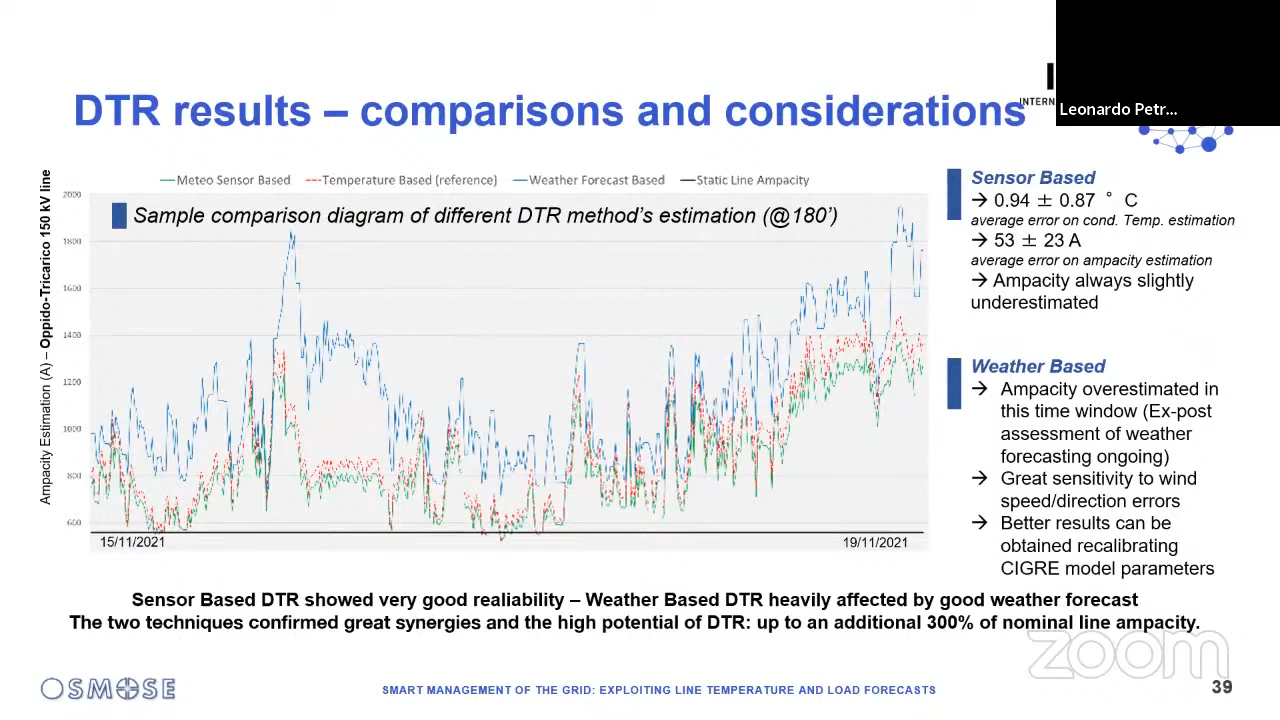 Leonardo Petr...
INTERN
DTR results – comparisons and considerations
Meteo Sensor Based
Temperature Based (reference)
Weather Forecast Based
Static Line Ampacity
Sample comparison diagram of different DTR method's estimation (@180')
Ampacity Estimation (A) – Oppido-Tricarico 150 kV line
2000
1800
1600
1400
1200
1000
800
600
15/11/2021
19/11/2021
Sensor Based
→ 0.94 ± 0.87 ° C
average error on cond. Temp. estimation
→ 53 ± 23 A
average error on ampacity estimation
→ Ampacity always slightly
underestimated
Weather Based
→ Ampacity overestimated in
this time window (Ex-post
assessment of weather
forecasting ongoing)
→ Great sensitivity to wind
speed/direction errors
→ Better results can be
obtained recalibrating
CIGRE model parameters
Sensor Based DTR showed very good realiability – Weather Based DTR heavily affected by good weather forecast
The two techniques confirmed great synergies and the high potential of DTR: up to an additional 300% of nominal line ampacity.
zoom
OSMOSE
SMART MANAGEMENT OF THE GRID: EXPLOITING LINE TEMPERATURE AND LOAD FORECASTS
39